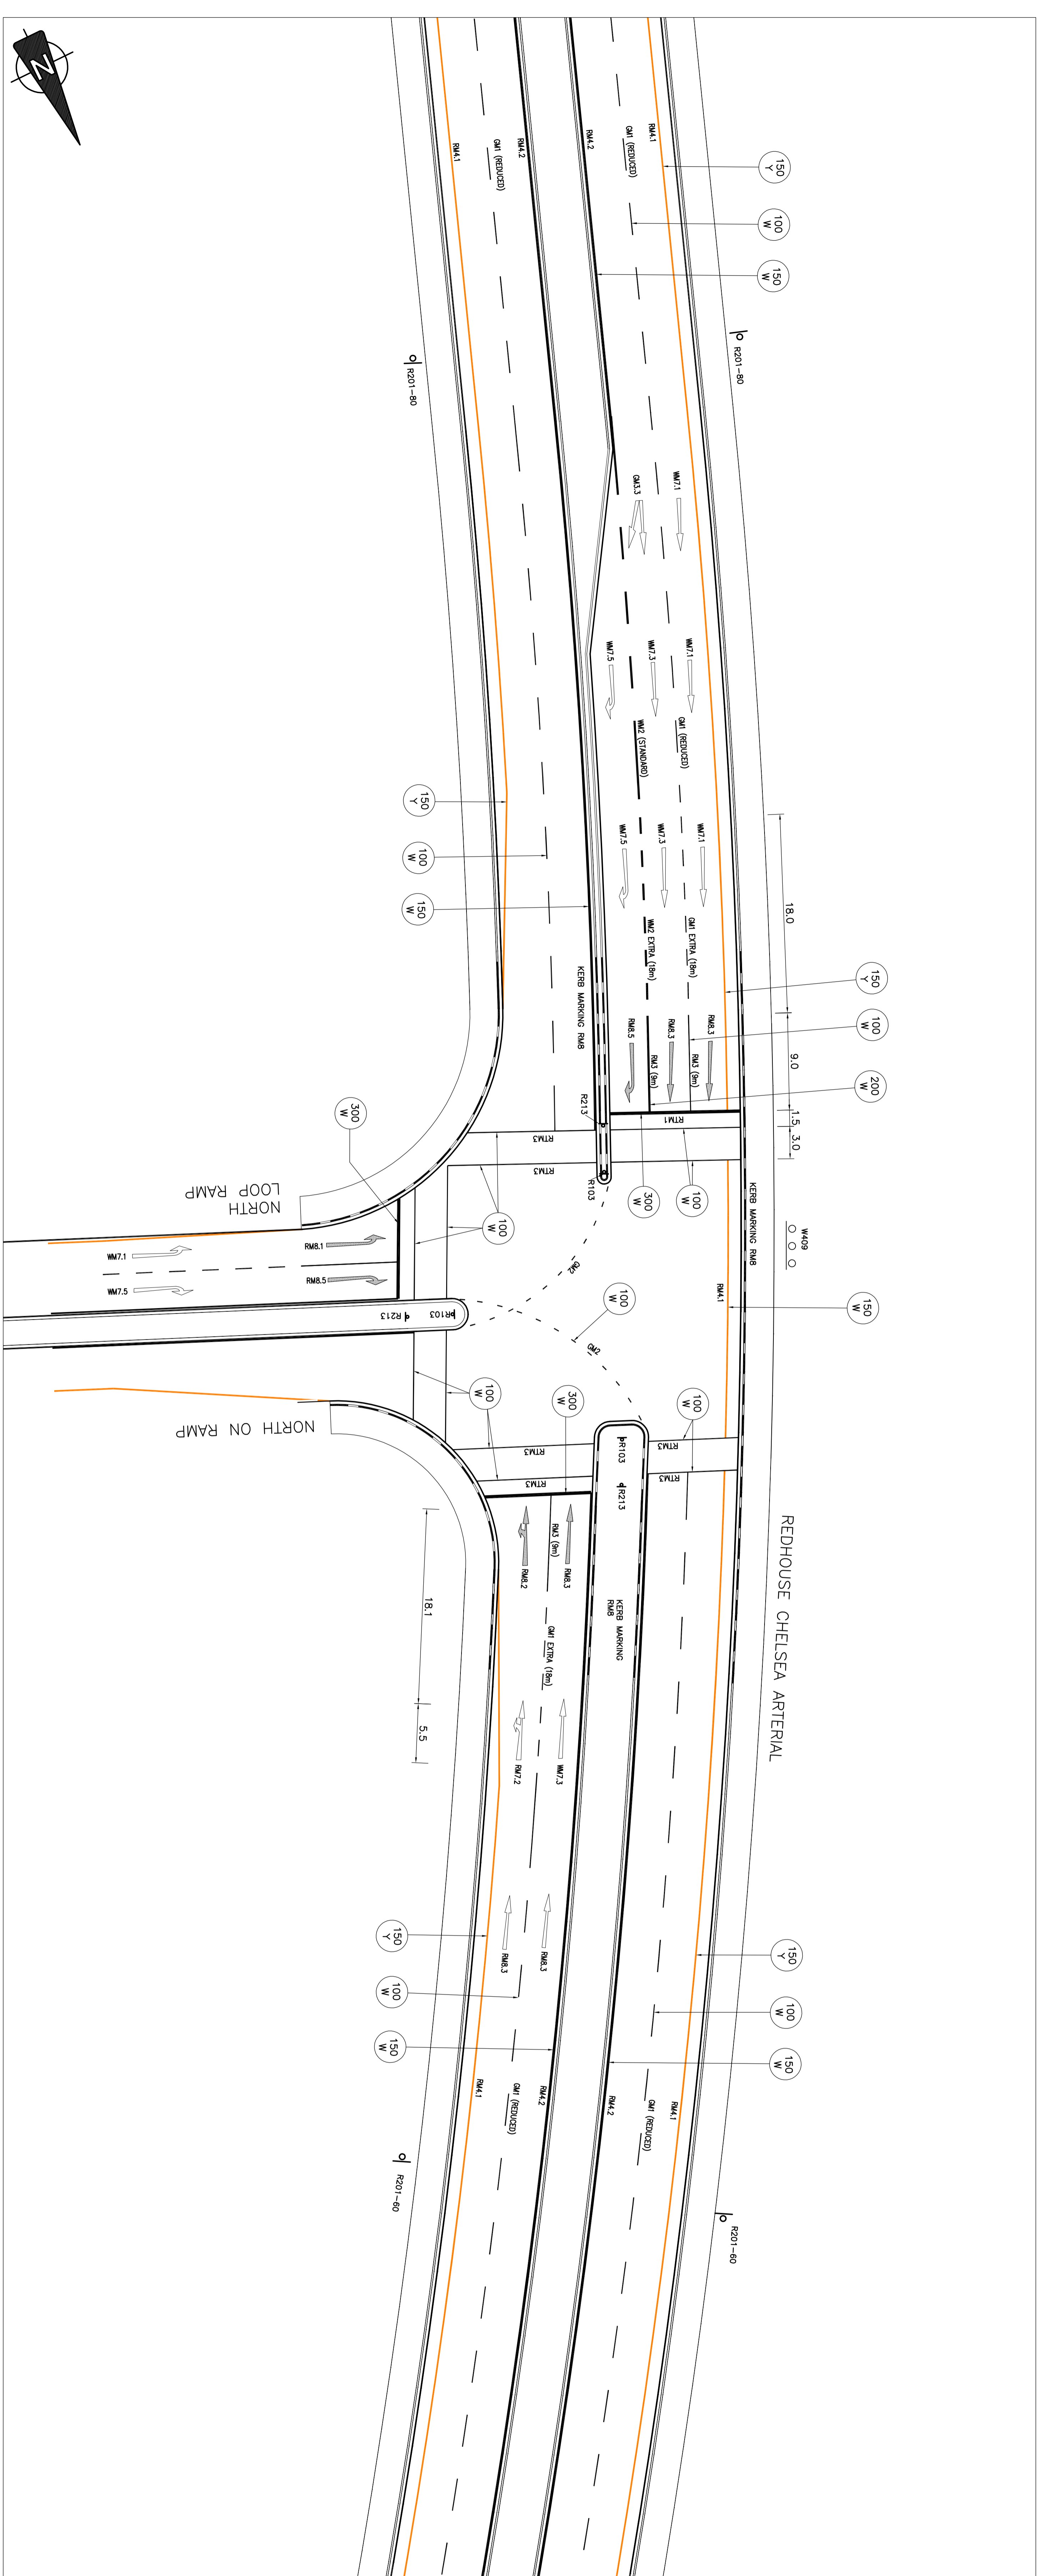 N
RM4.1
GM1 (REDUCED)
RM4.2
RM4.2
GM1 (REDUCED)
RM4.1
150
Y
100
W
150
W
R201-80
R201-80
GM3.3
WM7.1
WM7.5
WM7.3
WM7.1
WM2 (STANDARD)
GM1 (REDUCED)
150
Y
100
W
150
W
WM7.5
WM7.3
WM7.1
18.0
WM2 EXTRA (18m)
GM1 EXTRA (18m)
KERB MARKING RM8
150
Y
100
W
200
W
9.0
RM8.5
RM8.3
RM8.3
RM3 (9m)
RM3 (9m)
1.5
3.0
R213
RTM1
RTM3
RTM3
R103
300
W
300
W
100
W
100
W
KERB MARKING RM8
W409
NORTH
LOOP RAMP
WM7.1
RM8.1
WM7.5
RM8.5
R213
R103
GM2
GM2
100
W
RM4.1
150
W
NORTH ON RAMP
100
W
300
W
100
W
RTM3
RTM3
RTM3
RTM3
R103
R213
REDHOUSE CHELSEA ARTERIAL
RM8.2
RM3 (9m)
RM8.3
KERB MARKING
RM8
18.1
GM1 EXTRA (18m)
5.5
RM7.2
WM7.3
RM8.3
RM8.3
150
Y
100
W
150
W
150
Y
100
W
150
W
RM4.1
GM1 (REDUCED)
RM4.2
RM4.2
GM1 (REDUCED)
RM4.1
R201-60
R201-60